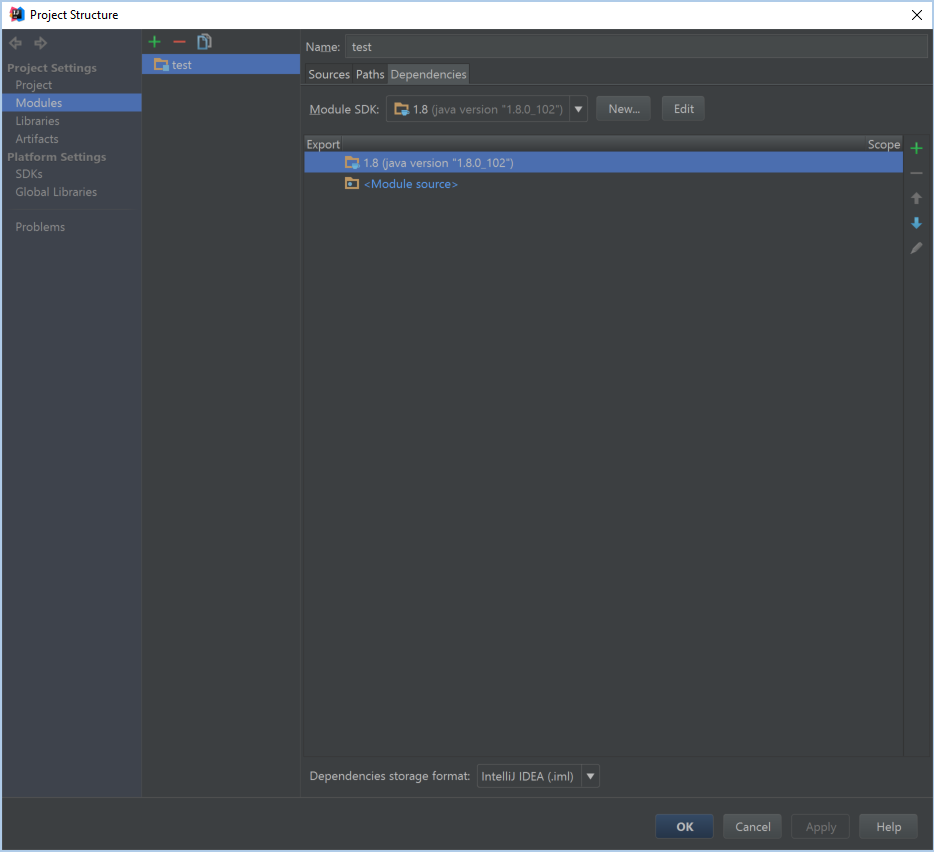 Project Structure
Project Settings
Project
Modules
Libraries
Artifacts
Platform Settings
SDKs
Global Libraries
Problems
test
Name: test
Sources Paths Dependencies
Module SDK: 1.8 (java version "1.8.0_102") New... Edit
Export Scope
1.8 (java version "1.8.0_102")
<Module source>
Dependencies storage format: IntelliJ IDEA (.iml)
OK Cancel Apply Help